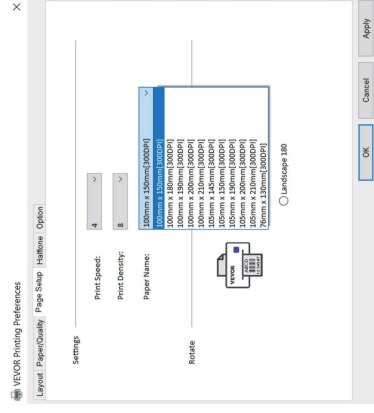 VEVOR Printing Preferences
Layout Paper/Quality Page Setup Halftone Option
Settings
Print Speed: 4
Print Density: 8
Paper Name: 100mm x 150mm[300DPI]
100mm x 150mm[300DPI]
100mm x 180mm[300DPI]
100mm x 190mm[300DPI]
100mm x 200mm[300DPI]
100mm x 210mm[300DPI]
105mm x 145mm[300DPI]
105mm x 150mm[300DPI]
105mm x 190mm[300DPI]
105mm x 200mm[300DPI]
105mm x 210mm[300DPI]
76mm x 130mm[300DPI]
Rotate
VEVOR
ABCD
Landscape 180
OK Cancel Apply